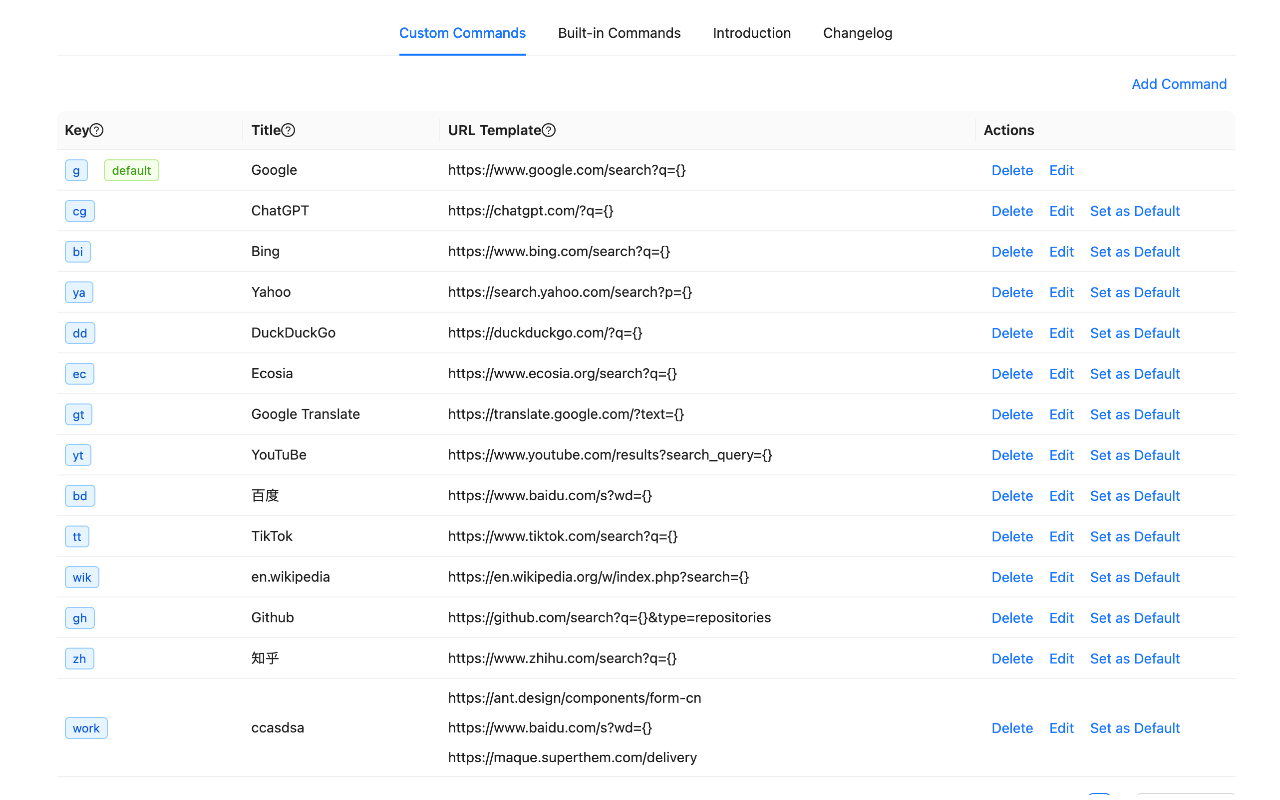 Custom Commands Built-in Commands Introduction Changelog
Add Command
Key Title URL Template Actions
g default Google https://www.google.com/search?q={} Delete Edit
cg ChatGPT https://chatgpt.com/?q={} Delete Edit Set as Default
bi Bing https://www.bing.com/search?q={} Delete Edit Set as Default
ya Yahoo https://search.yahoo.com/search?p={} Delete Edit Set as Default
dd DuckDuckGo https://duckduckgo.com/?q={} Delete Edit Set as Default
ec Ecosia https://www.ecosia.org/search?q={} Delete Edit Set as Default
gt Google Translate https://translate.google.com/?text={} Delete Edit Set as Default
yt YouTuBe https://www.youtube.com/results?search_query={} Delete Edit Set as Default
bd 百度 https://www.baidu.com/s?wd={} Delete Edit Set as Default
tt TikTok https://www.tiktok.com/search?q={} Delete Edit Set as Default
wik en.wikipedia https://en.wikipedia.org/w/index.php?search={} Delete Edit Set as Default
gh Github https://github.com/search?q={}&type=repositories Delete Edit Set as Default
zh 知乎 https://www.zhihu.com/search?q={} Delete Edit Set as Default
https://ant.design/components/form-cn
work ccasdsa https://www.baidu.com/s?wd={} Delete Edit Set as Default
https://maque.superthem.com/delivery